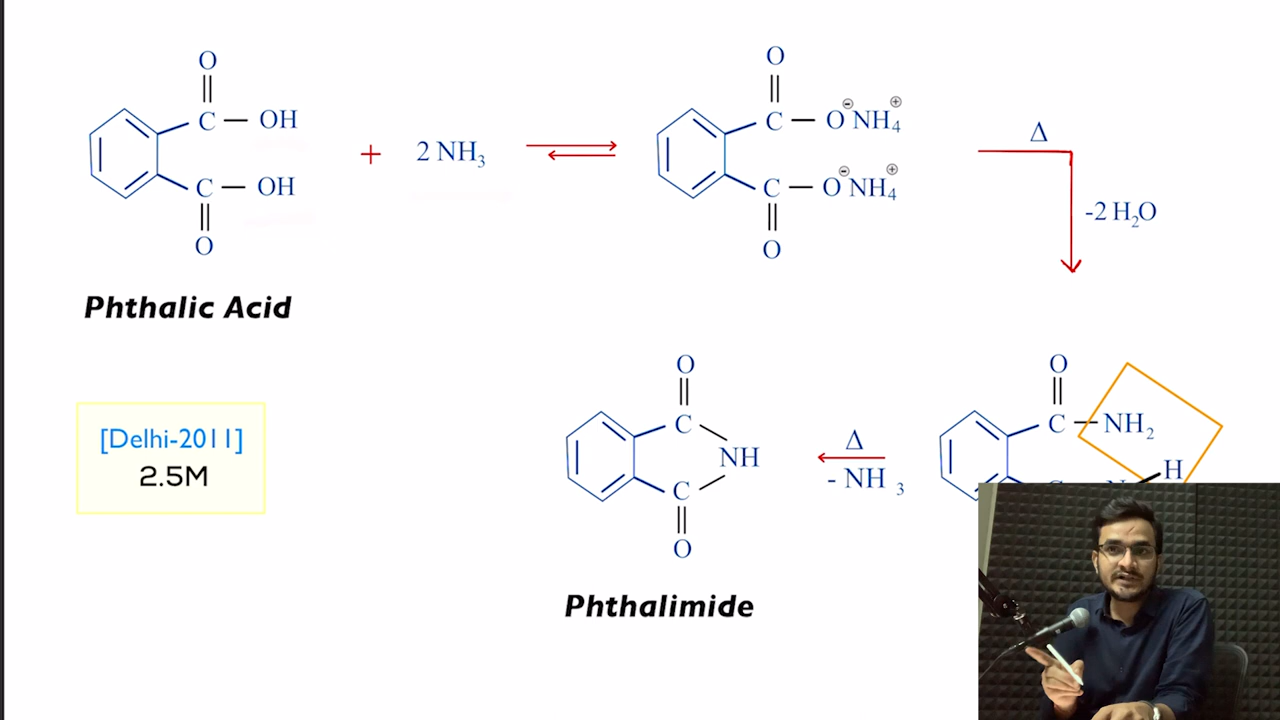 O O
C OH C O⊖NH₄⊕ Δ
+ 2 NH₃
C OH C O⊖NH₄⊕ -2 H₂O
O O
Phthalic Acid
O O
[Delhi-2011] C C NH₂
2.5M NH Δ H
C - NH ₃
O
Phthalimide